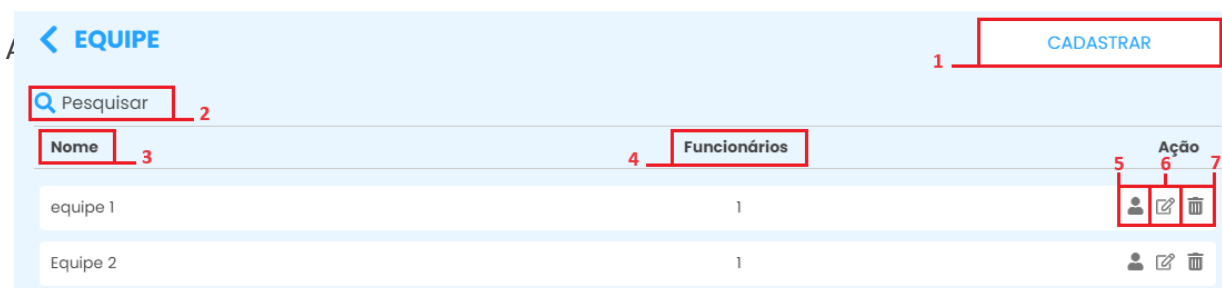 EQUIPE
CADASTRAR
1
Pesquisar
2
Nome
3
4
Funcionários
Ação
5 6 7
equipe 1 1
Equipe 2 1